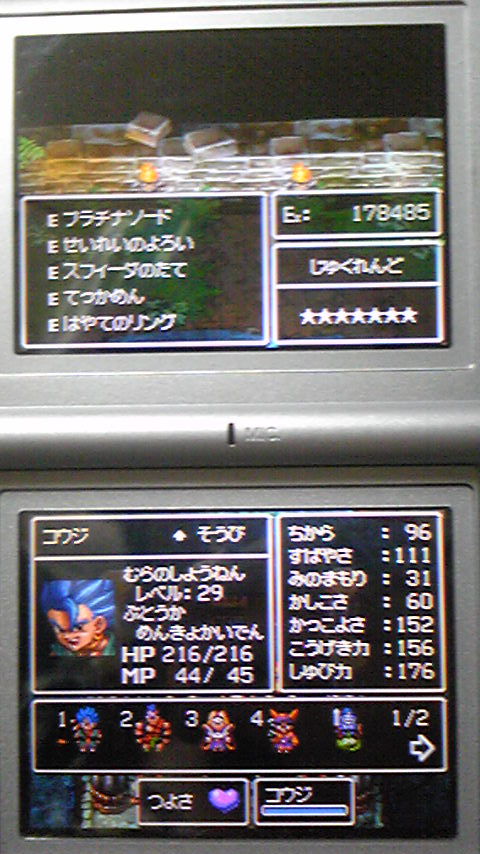 E プラチナソード
E せいれいのよろい
E スフィーダのたて
E てっかめん
E はやてのリング
Ex: 178485
じゅくれんど
★★★★★★★
MIC.
コウジ ↑ そうび
むらのしょうねん
レベル: 29
ぶとうか
めんきょかいでん
HP 216/216
MP 44/ 45
ちから : 96
すばやさ : 111
みのまもり : 31
かしこさ : 60
かっこよさ : 152
こうげき力 : 156
しゅび力 : 176
1. 2. 3 4 1 1/2
つよさ
コウジ